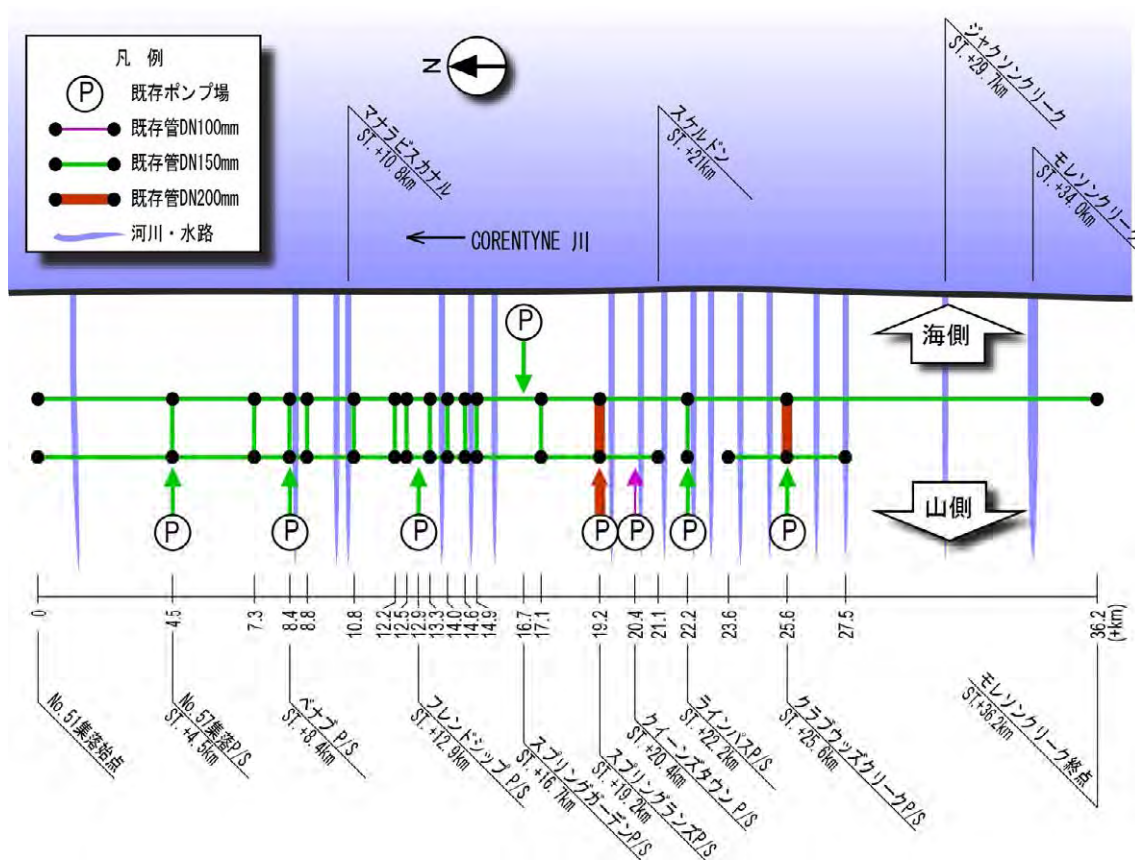 凡 例
P 既存ポンプ場
既存管DN100mm
既存管DN150mm
既存管DN200mm
河川・水路
N
マナラビスカナル
ST. +10.8km
スケルドン
ST. +21km
ジャクソンクリーク
ST. +29.7km
モレソンクリーク
ST. +34.0km
CORENTYNE 川
P
海側
山側
P
P
P
P
P
P
P
0
4.5
7.3
8.4
8.8
10.8
12.2
12.5
12.9
13.3
14.0
14.6
14.9
16.7
17.1
19.2
20.4
21.1
22.2
23.6
25.6
27.5
36.2
(+km)
No.51集落始点
No.57集落P/S
ST. +4.5km
ベナブ P/S
ST. +8.4km
フレンドシップ P/S
ST. +12.9km
スプリングガーデンP/S
ST. +16.7km
スプリングランズP/S
ST. +19.2km
クイーンズタウン P/S
ST. +20.4km
ラインパスP/S
ST. +22.2km
クラブウッズクリークP/S
ST. +25.6km
モレソンクリーク終点
ST.+36.2km